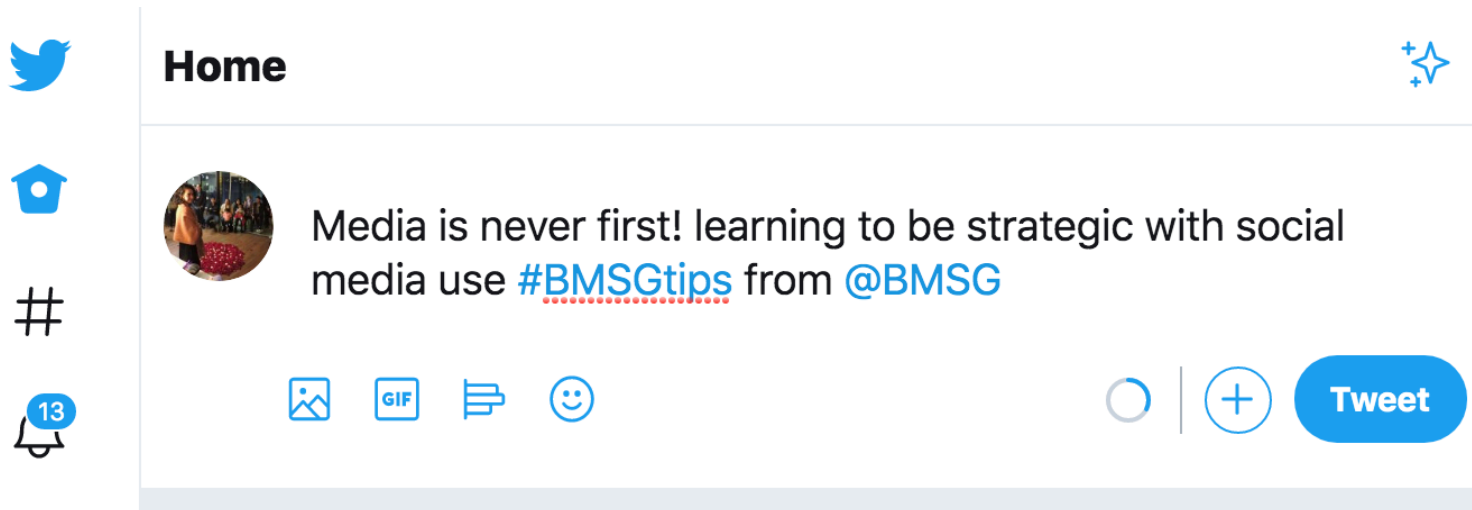 Home
Media is never first! learning to be strategic with social
media use #BMSGtips from @BMSG
13
GIF
Tweet